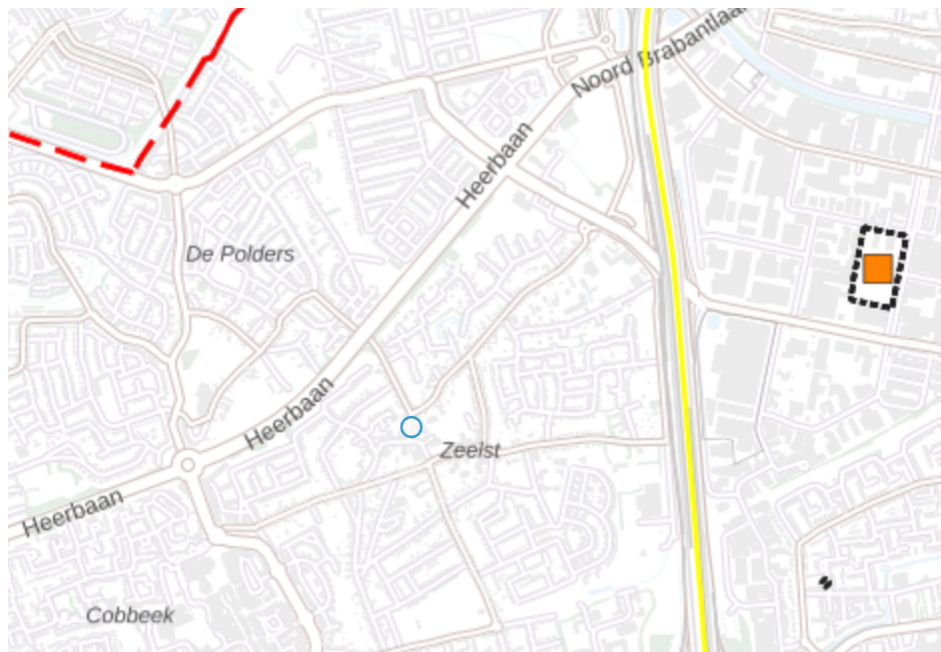 Noord Brabantlaan
Heerbaan
De Polders
Heerbaan
Zeelst
Heerbaan
Cobbeek